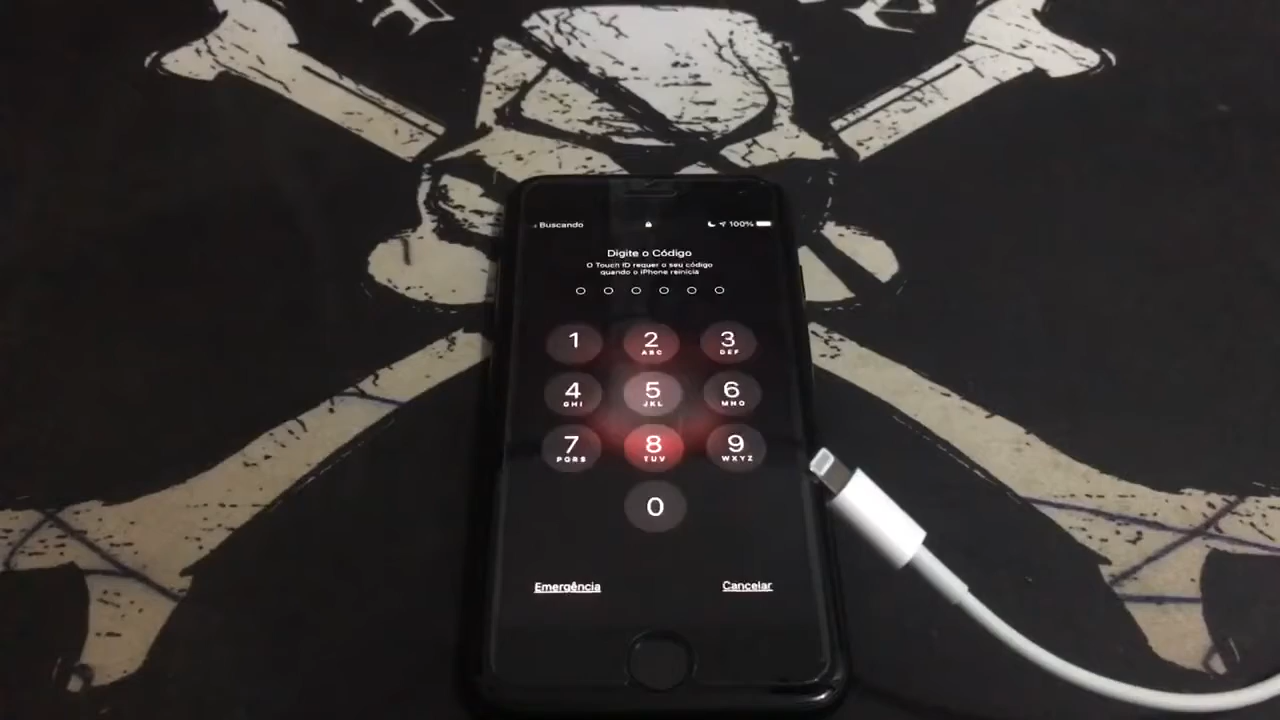 Buscando 100%
Digite o Código
O Touch ID requer o seu código
quando o iPhone reinicia
1 2 3
ABC DEF
4 5 6
GHI JKL MNO
7 8 9
PQRS TUV WXYZ
0
Emergência Cancelar